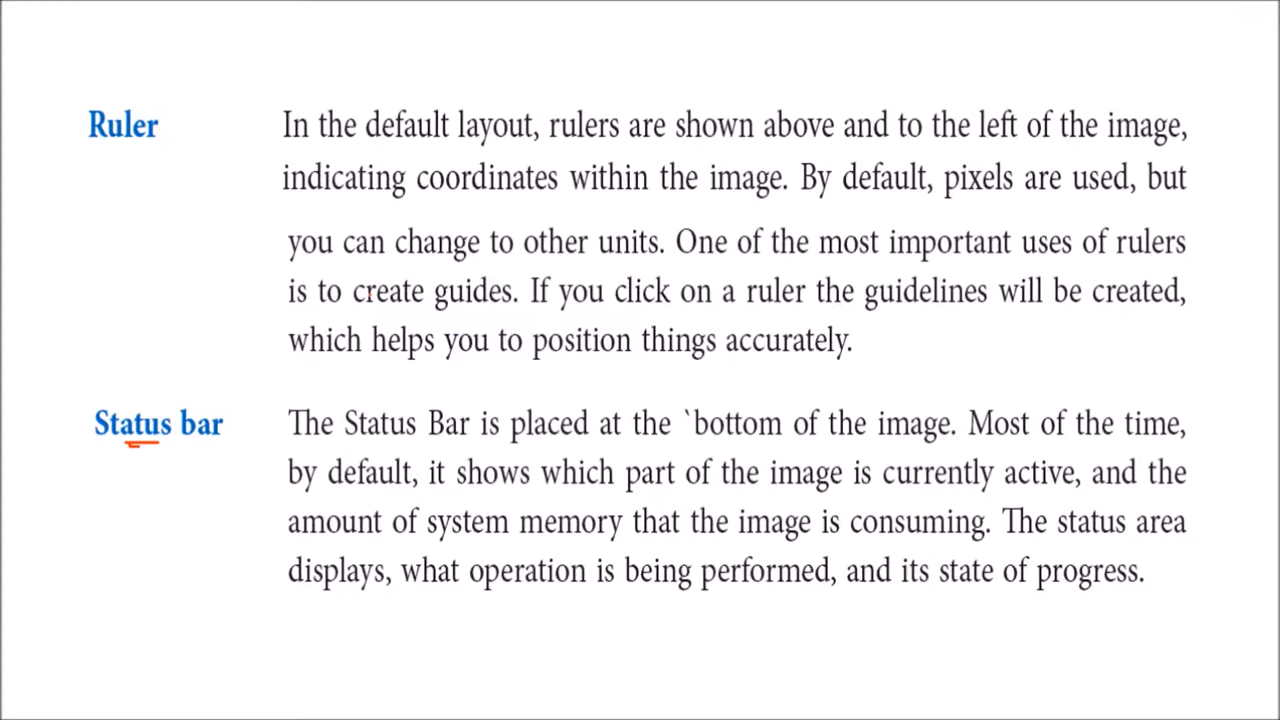 Ruler In the default layout, rulers are shown above and to the left of the image,
indicating coordinates within the image. By default, pixels are used, but
you can change to other units. One of the most important uses of rulers
is to create guides. If you click on a ruler the guidelines will be created,
which helps you to position things accurately.
Status bar The Status Bar is placed at the `bottom of the image. Most of the time,
by default, it shows which part of the image is currently active, and the
amount of system memory that the image is consuming. The status area
displays, what operation is being performed, and its state of progress.